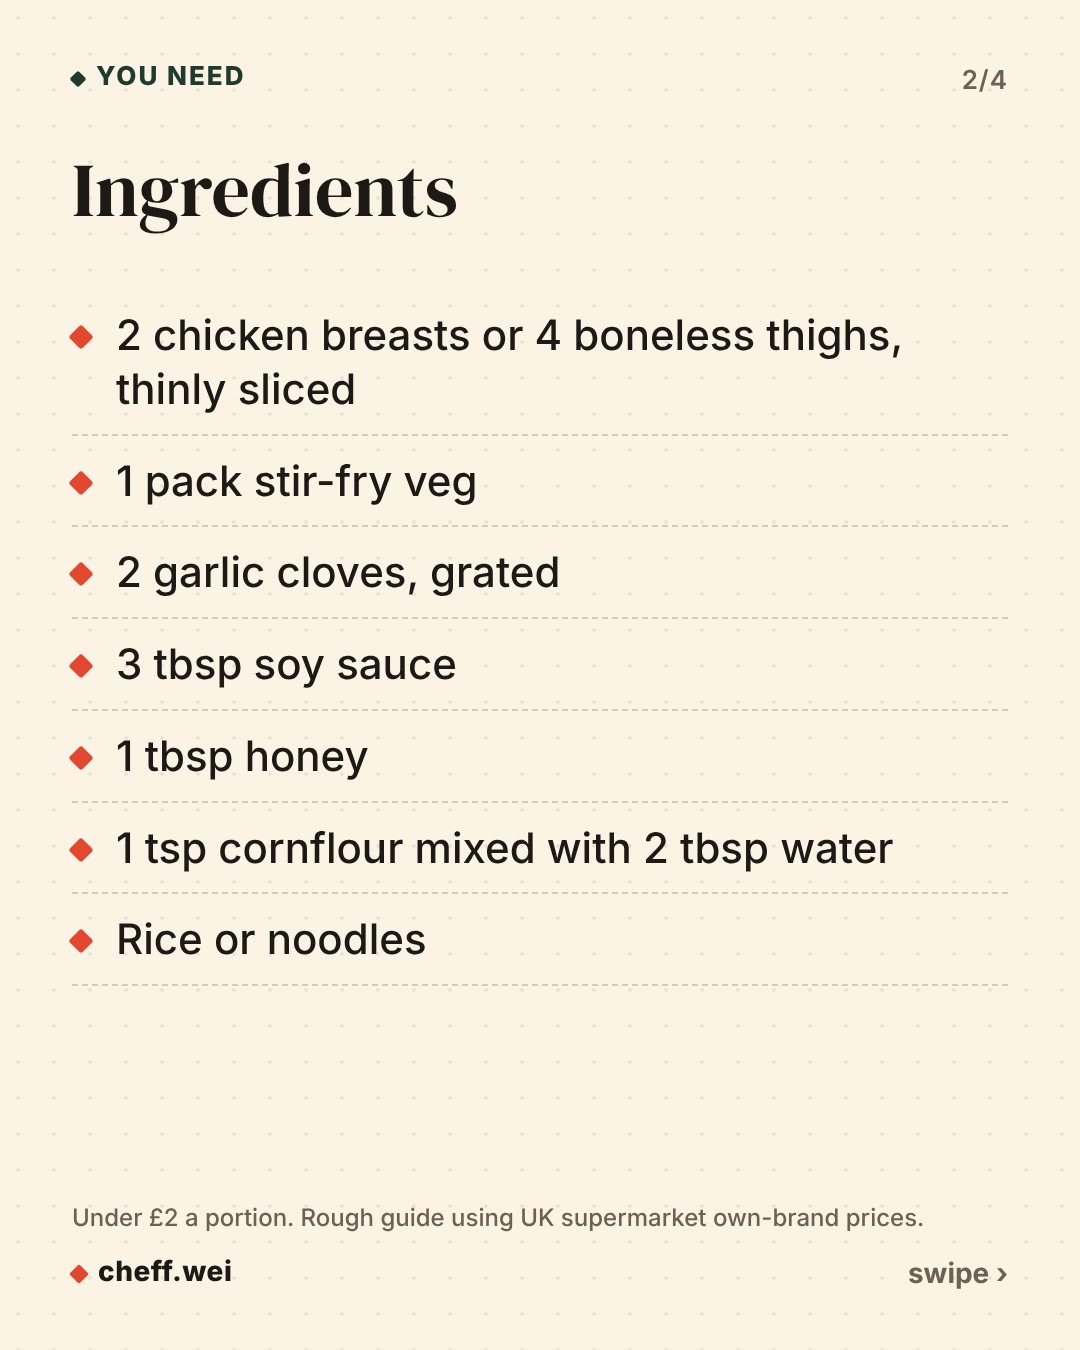 YOU NEED
2/4
Ingredients
2 chicken breasts or 4 boneless thighs,
thinly sliced
1 pack stir-fry veg
2 garlic cloves, grated
3 tbsp soy sauce
1 tbsp honey
1 tsp cornflour mixed with 2 tbsp water
Rice or noodles
Under £2 a portion. Rough guide using UK supermarket own-brand prices.
cheff.wei
swipe ›